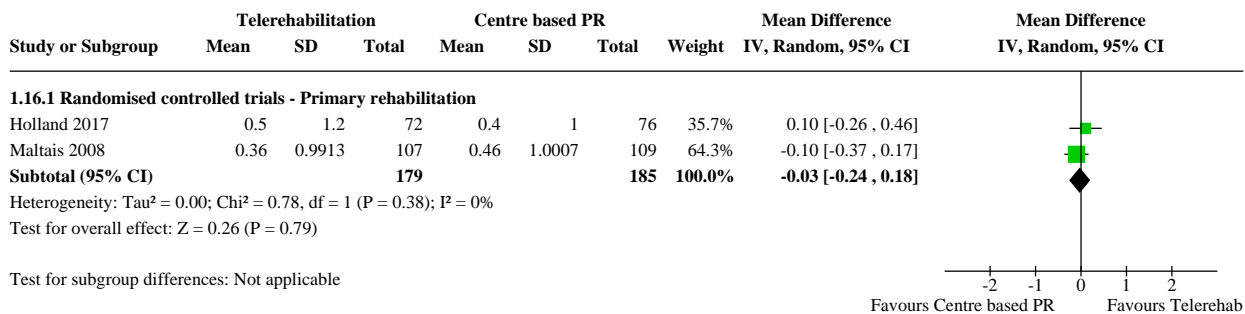 Telerehabilitation Centre based PR Mean Difference Mean Difference
Study or Subgroup Mean SD Total Mean SD Total Weight IV, Random, 95% CI IV, Random, 95% CI
1.16.1 Randomised controlled trials - Primary rehabilitation
Holland 2017 0.5 1.2 72 0.4 1 76 35.7% 0.10 [-0.26 , 0.46]
Maltais 2008 0.36 0.9913 107 0.46 1.0007 109 64.3% -0.10 [-0.37 , 0.17]
Subtotal (95% CI) 179 185 100.0% -0.03 [-0.24 , 0.18]
Heterogeneity: Tau² = 0.00; Chi² = 0.78, df = 1 (P = 0.38); I² = 0%
Test for overall effect: Z = 0.26 (P = 0.79)
Test for subgroup differences: Not applicable
-2 -1 0 1 2
Favours Centre based PR Favours Telerehab